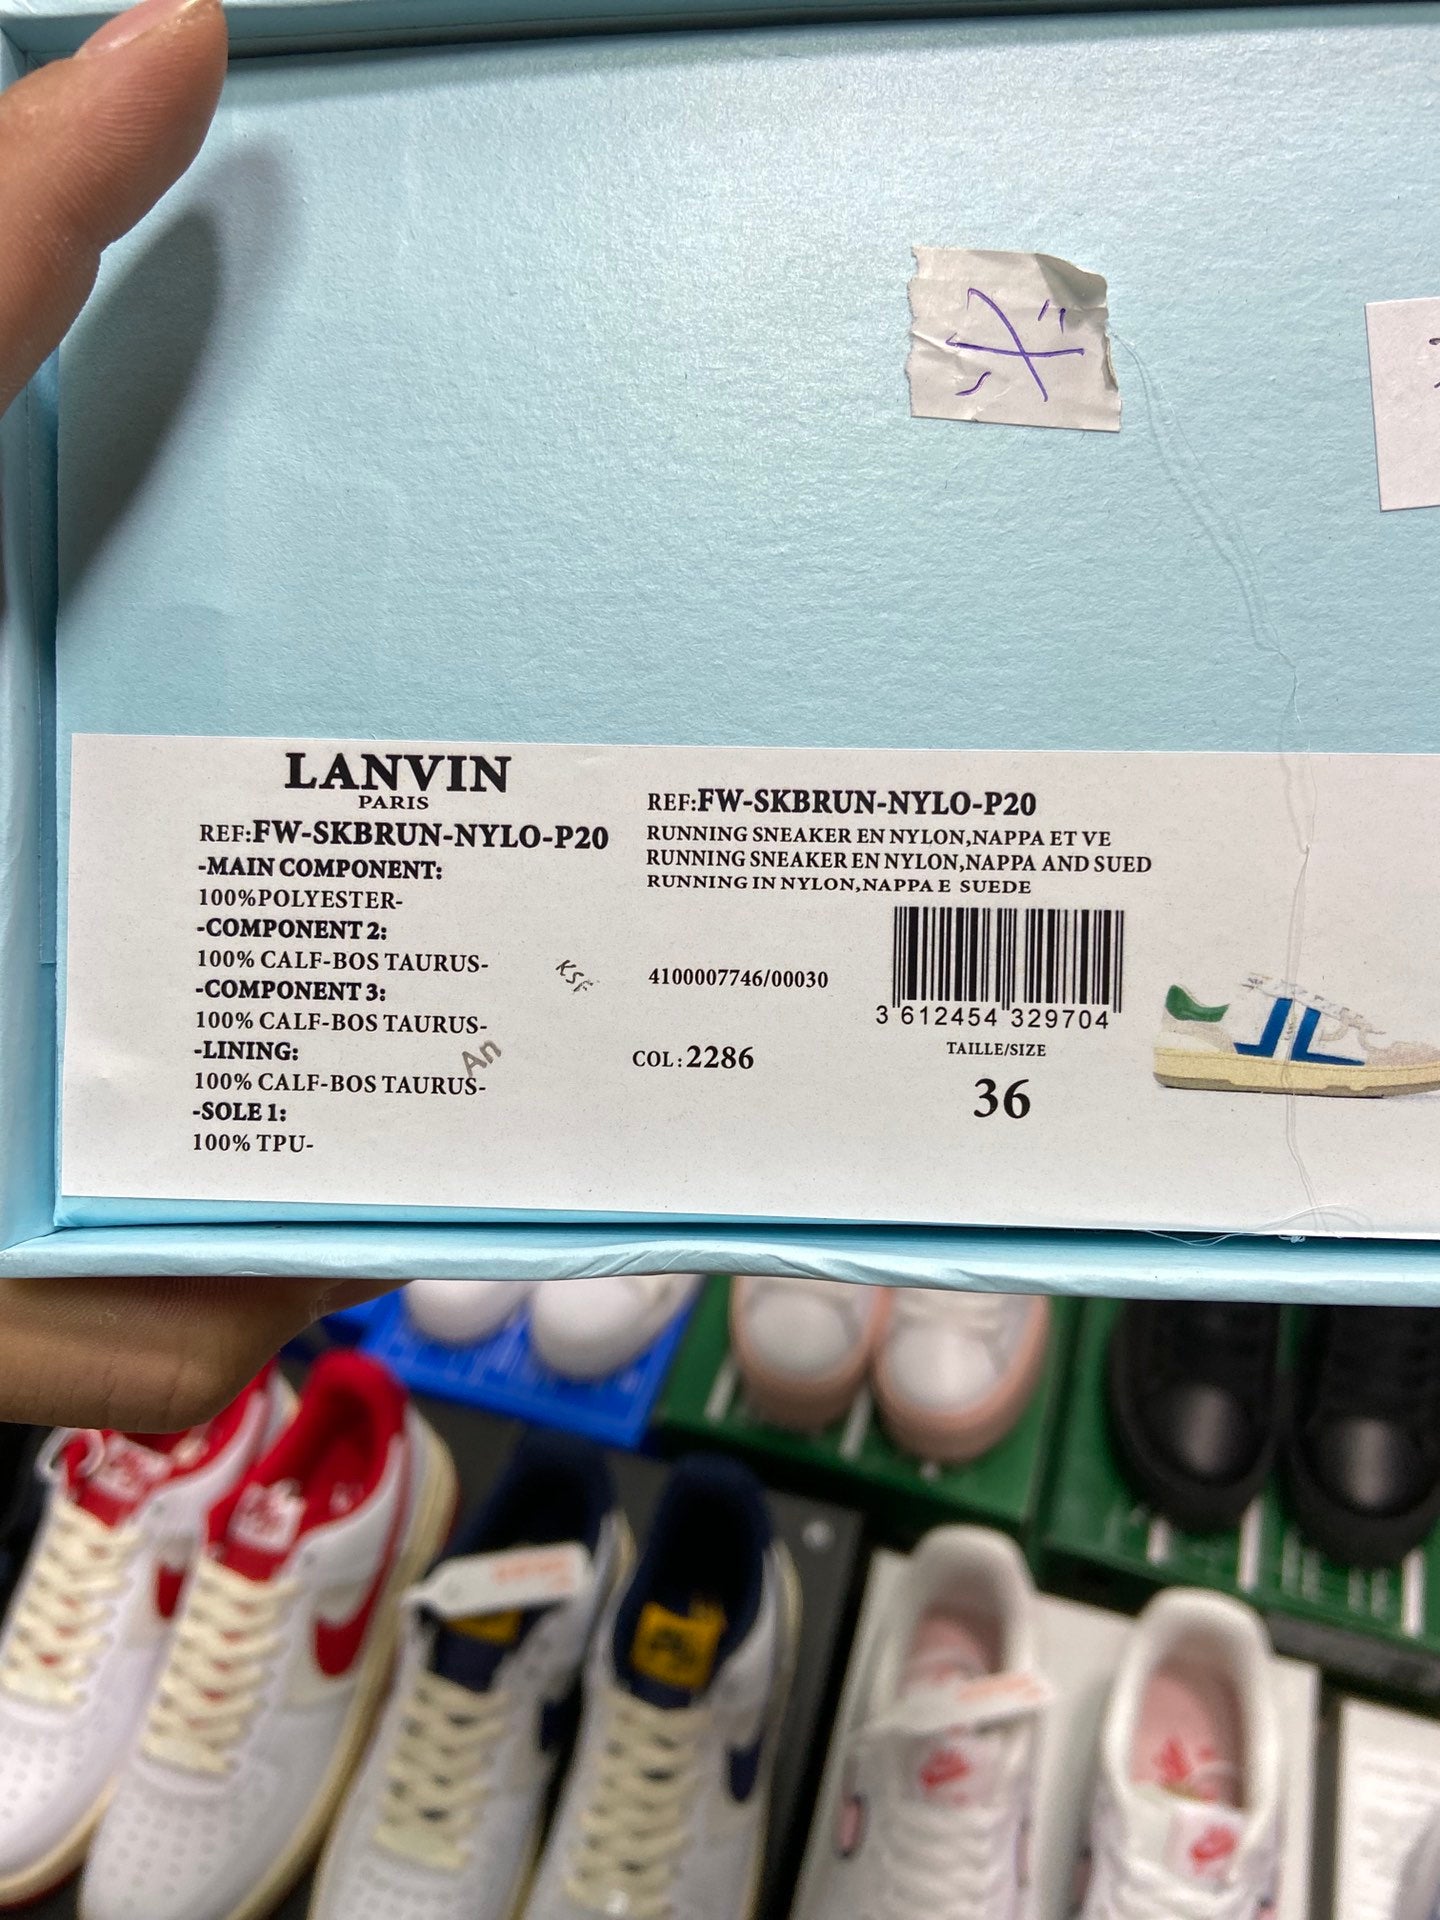 LANVIN
PARIS
REF:FW-SKBRUN-NYLO-P20
-MAIN COMPONENT:
100%POLYESTER-
-COMPONENT 2:
100% CALF-BOS TAURUS-
-COMPONENT 3:
100% CALF-BOS TAURUS-
-LINING:
100% CALF-BOS TAURUS-
-SOLE 1:
100% TPU-
KSF
An
REF:FW-SKBRUN-NYLO-P20
RUNNING SNEAKER EN NYLON,NAPPA ET VE
RUNNING SNEAKER EN NYLON,NAPPA AND SUED
RUNNING IN NYLON,NAPPA E SUEDE
4100007746/00030
3 612454 329704
COL:2286
TAILLE/SIZE
36